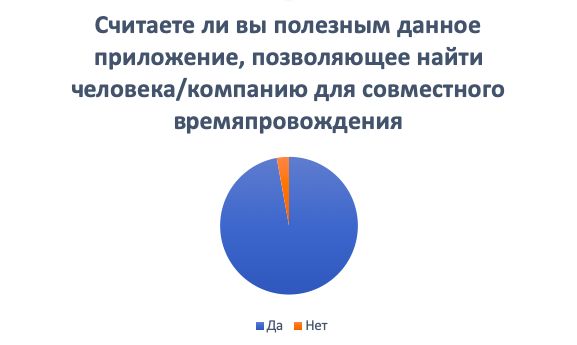 Считаете ли вы полезным данное
приложение, позволяющее найти
человека/компанию для совместного
времяпровождения
Да Нет